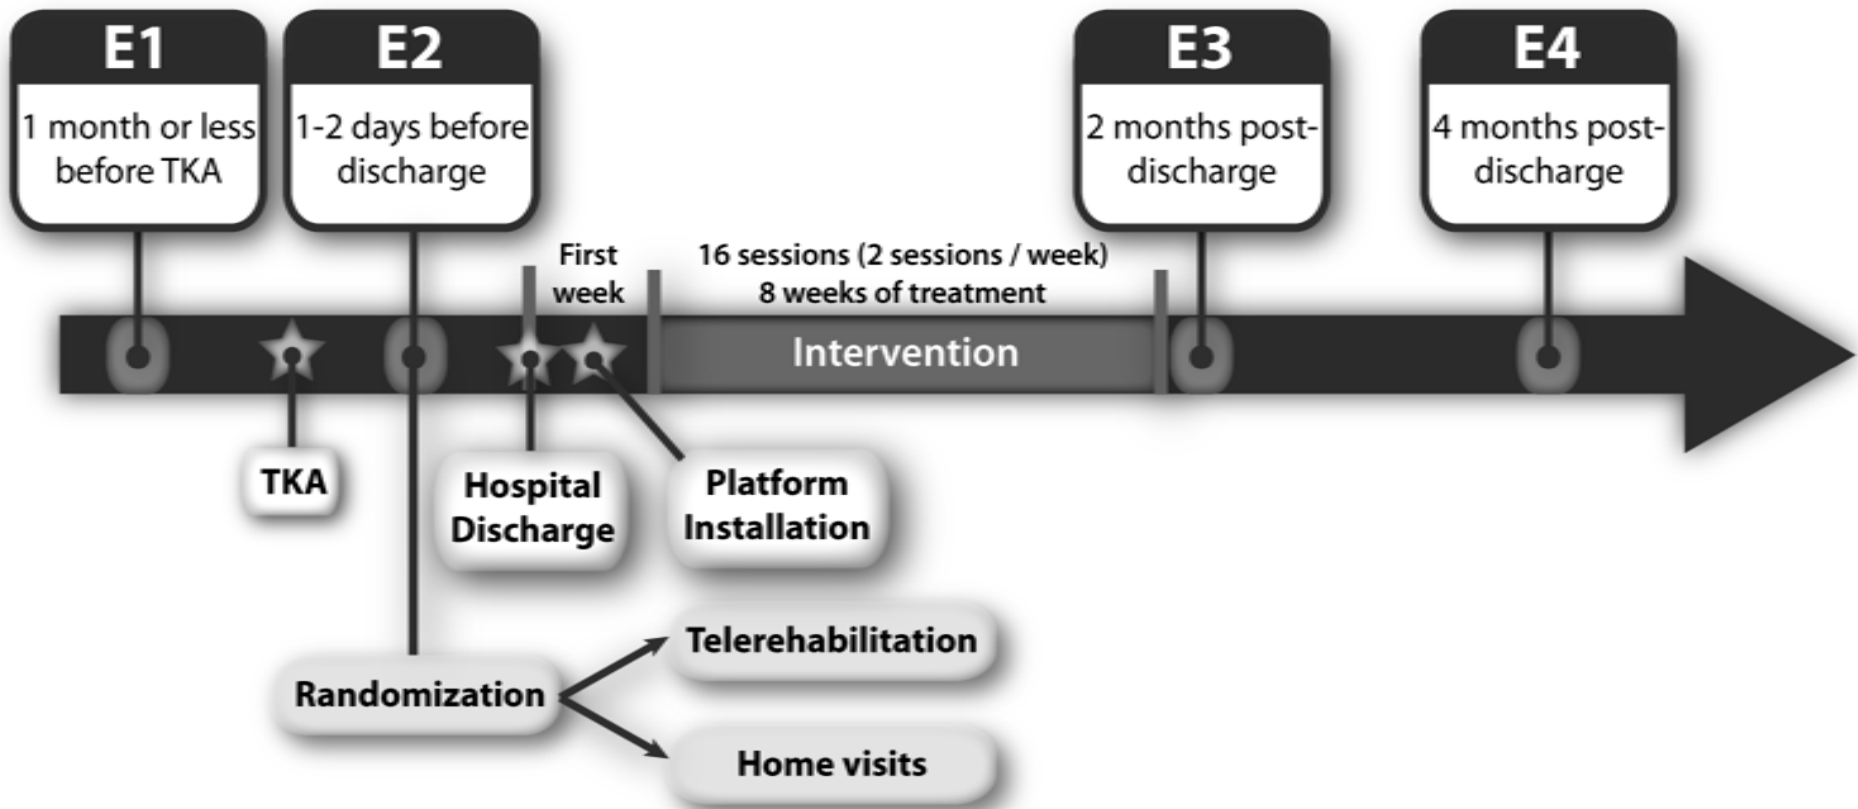 E1
1 month or less
before TKA
E2
1-2 days before
discharge
E3
2 months post-
discharge
E4
4 months post-
discharge
First
week
16 sessions (2 sessions / week)
8 weeks of treatment
Intervention
TKA
Hospital
Discharge
Platform
Installation
Randomization
Telerehabilitation
Home visits